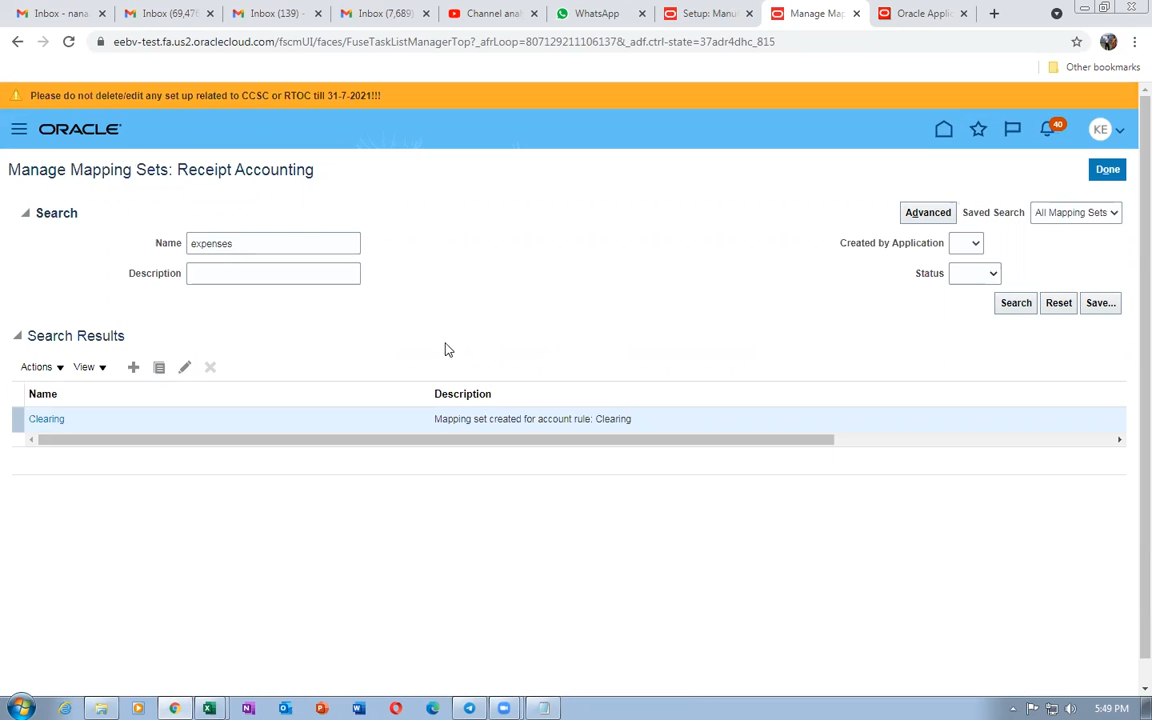 Inbox - nana
Inbox (69,476
Inbox (139) -
Inbox (7,689)
Channel anal
WhatsApp
Setup: Manu
Manage Map
Oracle Applic
eebv-test.fa.us2.oraclecloud.com/fscmUI/faces/FuseTaskListManagerTop?_afrLoop=807129211106137&_adf.ctrl-state=37adr4dhc_815
Other bookmarks
Please do not delete/edit any set up related to CCSC or RTOC till 31-7-2021!!!
ORACLE
40
KE
Manage Mapping Sets: Receipt Accounting
Done
Search
Advanced
Saved Search
All Mapping Sets
Name
expenses
Created by Application
Description
Status
Search
Reset
Save...
Search Results
Actions
View
Name
Description
Clearing
Mapping set created for account rule: Clearing
5:49 PM